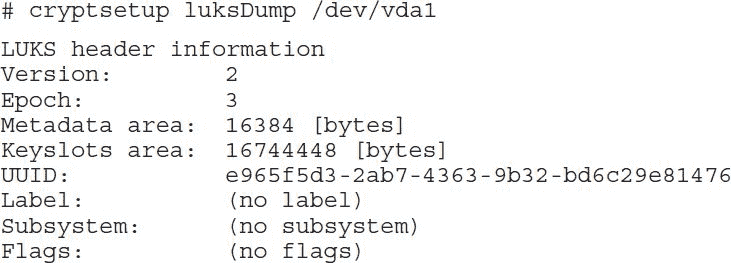 # cryptsetup luksDump /dev/vda1
LUKS header information
Version: 2
Epoch: 3
Metadata area: 16384 [bytes]
Keyslots area: 16744448 [bytes]
UUID: e965f5d3-2ab7-4363-9b32-bd6c29e81476
Label: (no label)
Subsystem: (no subsystem)
Flags: (no flags)